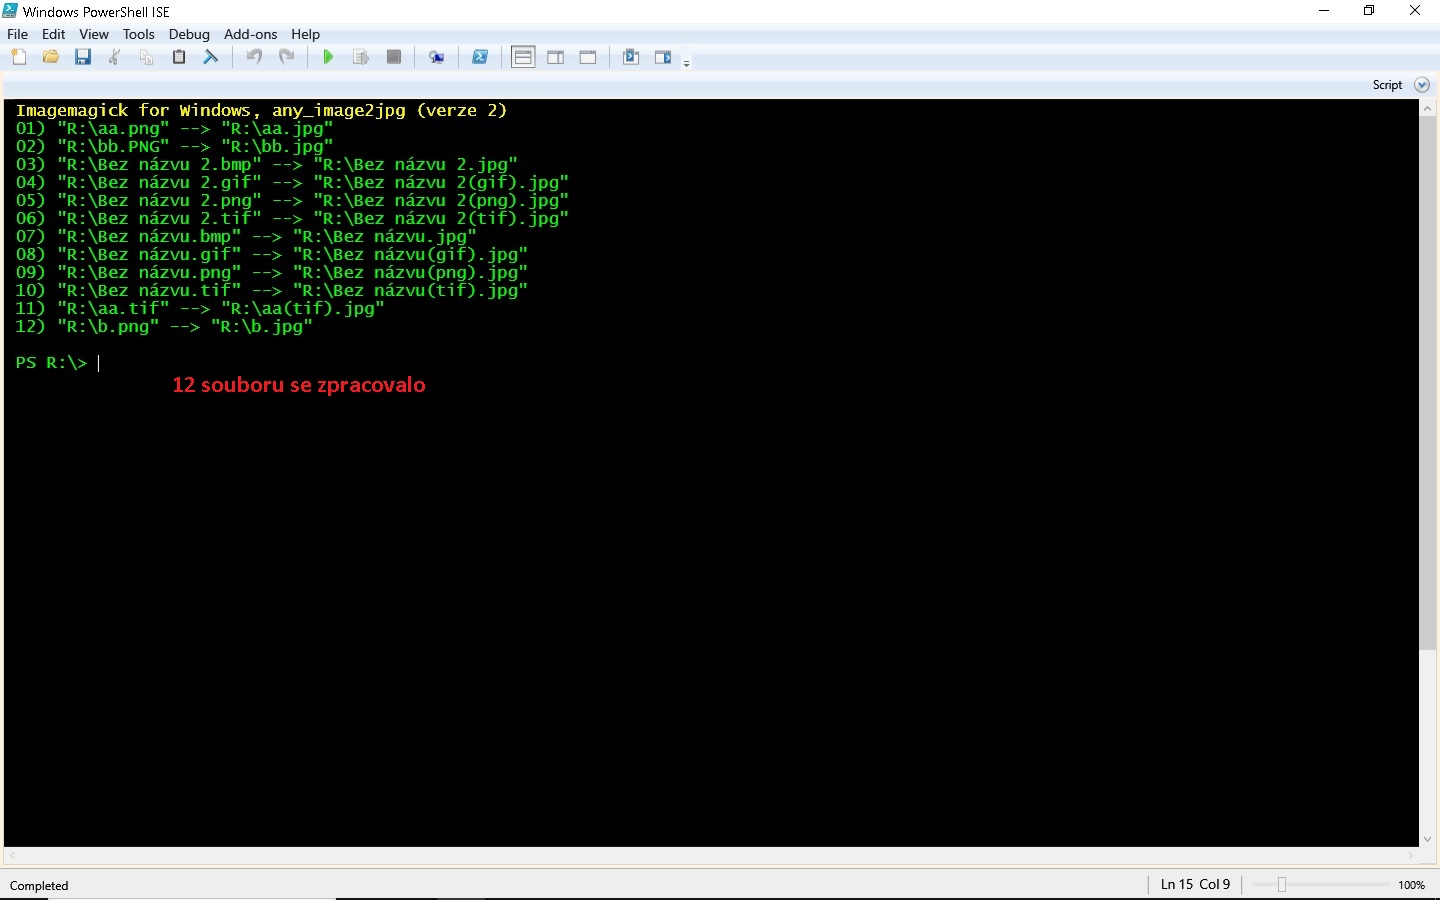 Windows PowerShell ISE
File Edit View Tools Debug Add-ons Help
Script
Imagemagick for Windows, any_image2jpg (verze 2)
01) "R:\aa.png" --> "R:\aa.jpg"
02) "R:\bb.PNG" --> "R:\bb.jpg"
03) "R:\Bez názvu 2.bmp" --> "R:\Bez názvu 2.jpg"
04) "R:\Bez názvu 2.gif" --> "R:\Bez názvu 2(gif).jpg"
05) "R:\Bez názvu 2.png" --> "R:\Bez názvu 2(png).jpg"
06) "R:\Bez názvu 2.tif" --> "R:\Bez názvu 2(tif).jpg"
07) "R:\Bez názvu.bmp" --> "R:\Bez názvu.jpg"
08) "R:\Bez názvu.gif" --> "R:\Bez názvu(gif).jpg"
09) "R:\Bez názvu.png" --> "R:\Bez názvu(png).jpg"
10) "R:\Bez názvu.tif" --> "R:\Bez názvu(tif).jpg"
11) "R:\aa.tif" --> "R:\aa(tif).jpg"
12) "R:\b.png" --> "R:\b.jpg"
PS R:\>
12 souboru se zpracovalo
Completed
Ln 15 Col 9
100%